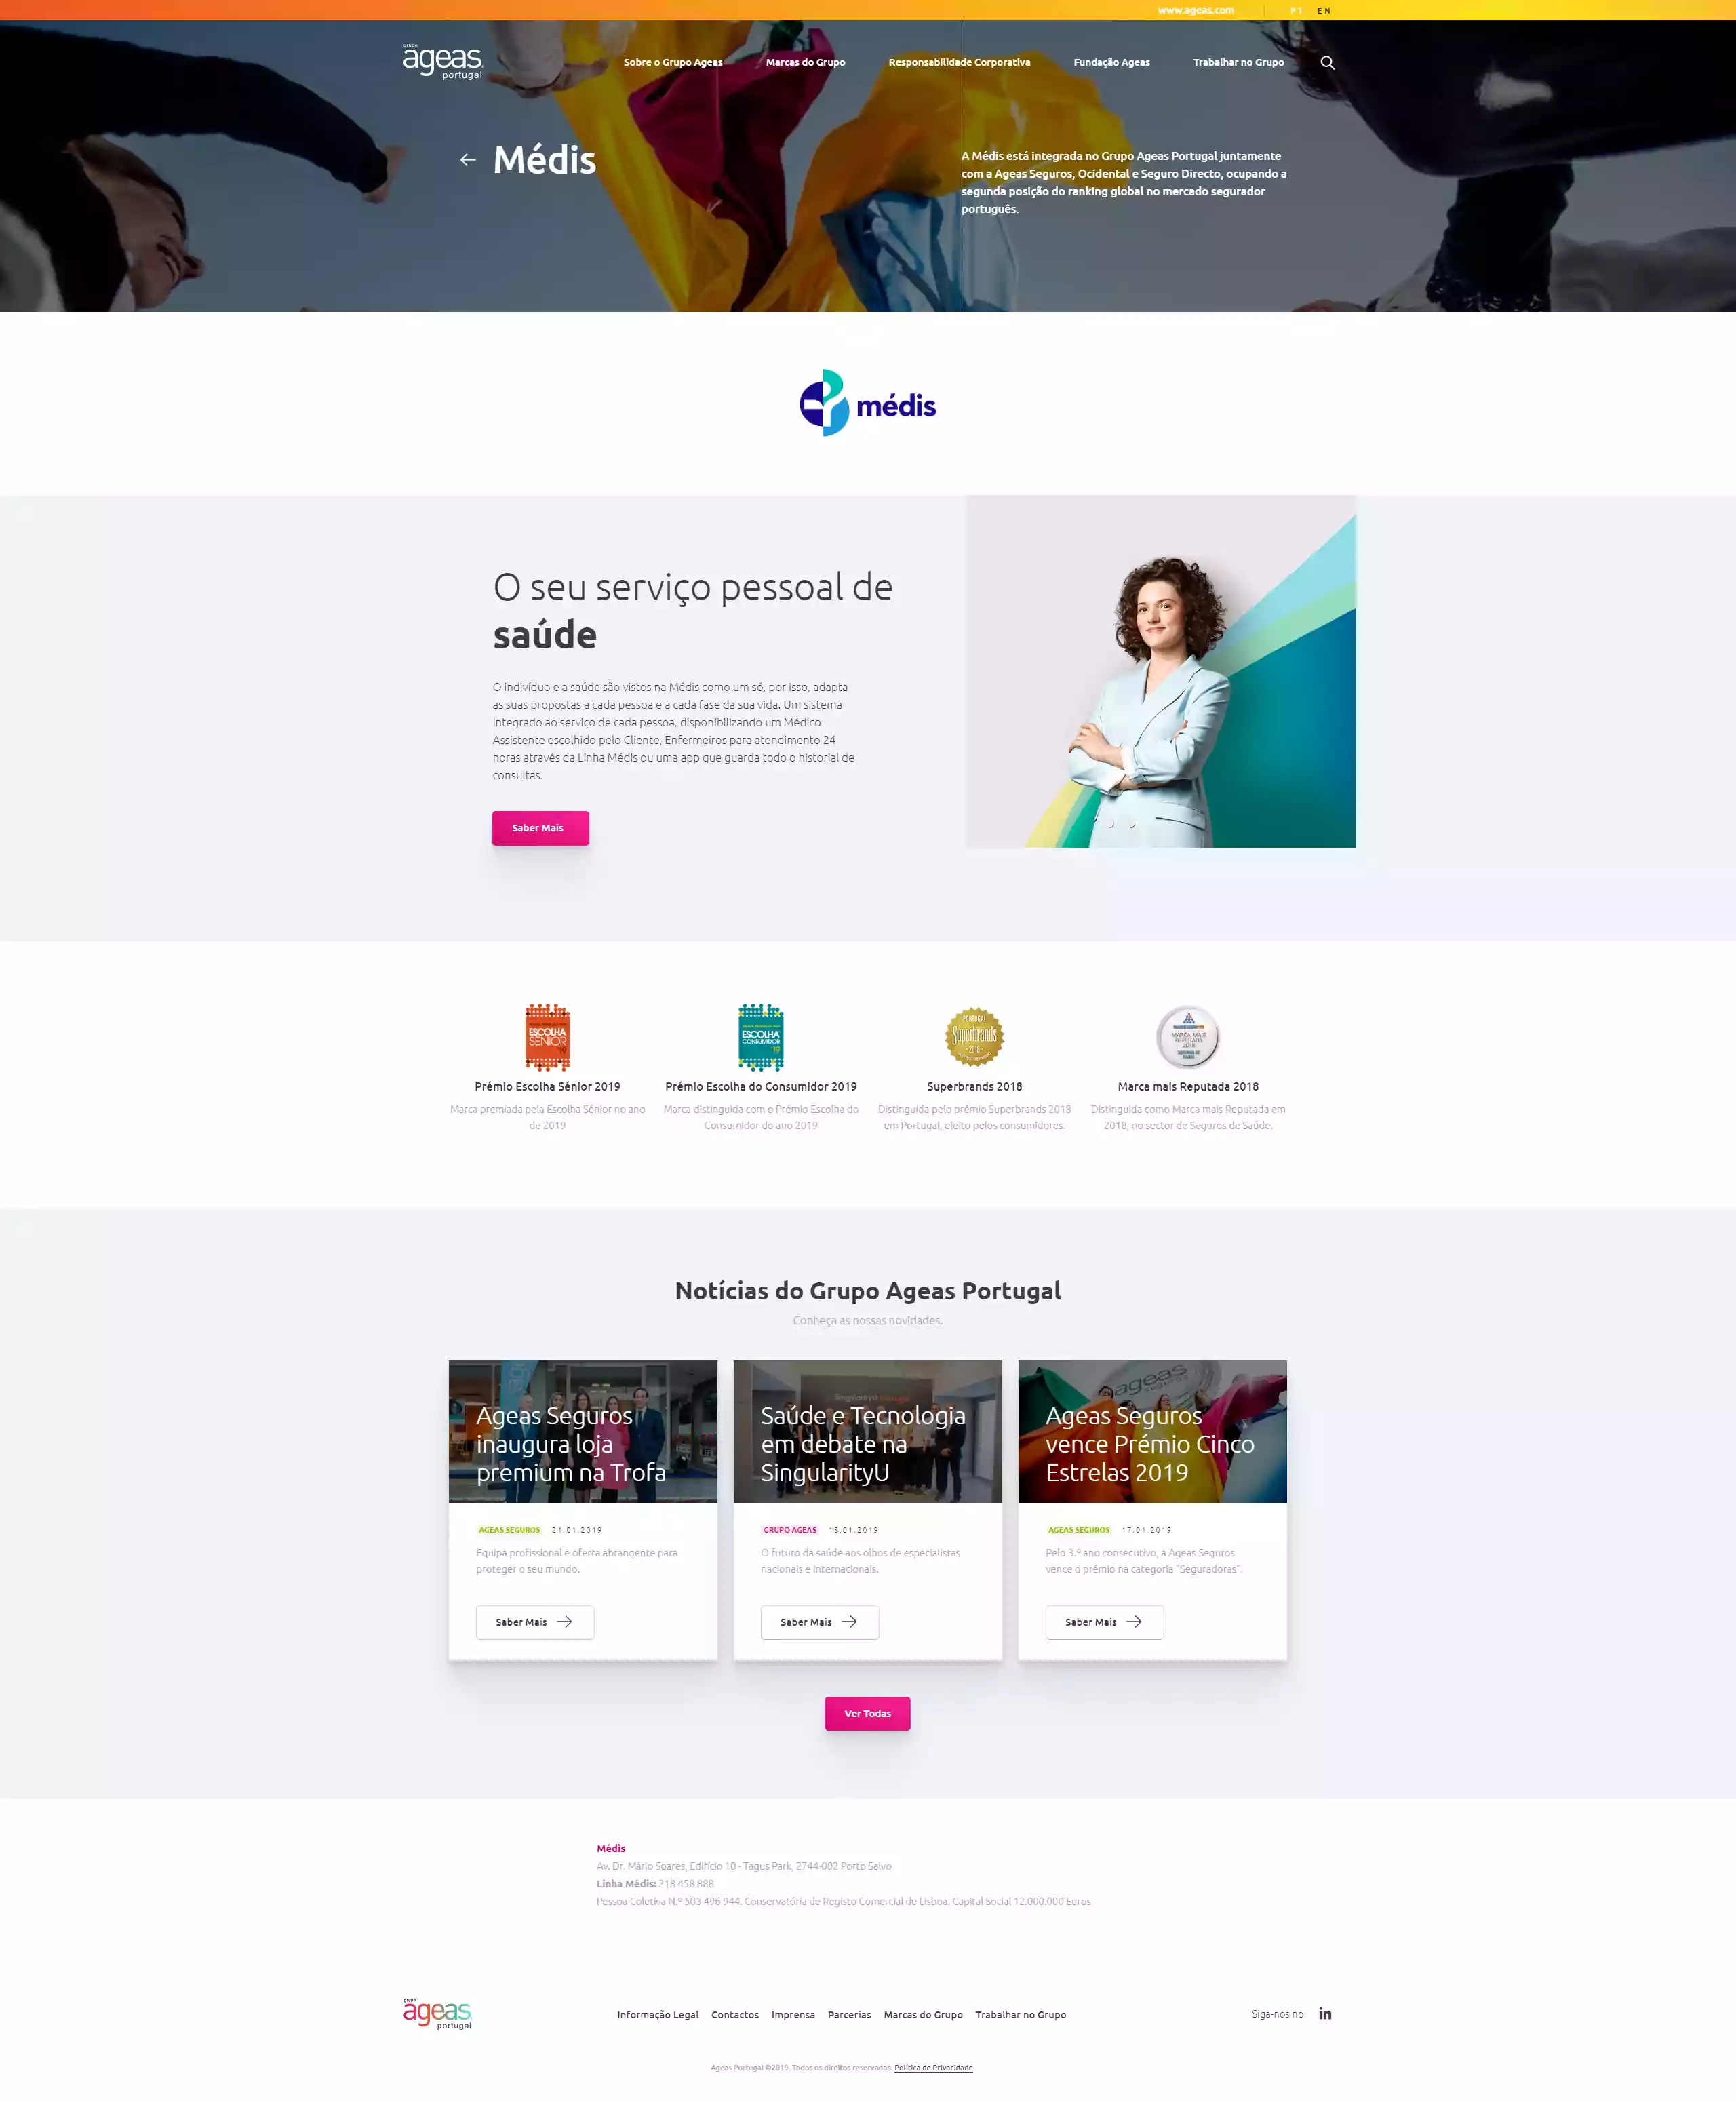 www.ageas.com
PT EN
grupo
ageas
portugal
Sobre o Grupo Ageas
Marcas do Grupo
Responsabilidade Corporativa
Fundação Ageas
Trabalhar no Grupo
Médis
A Médis está integrada no Grupo Ageas Portugal juntamente
com a Ageas Seguros, Ocidental e Seguro Directo, ocupando a
segunda posição do ranking global no mercado segurador
português.
médis
O seu serviço pessoal de
saúde
O indivíduo e a saúde são vistos na Médis como um só, por isso, adapta
as suas propostas a cada pessoa e a cada fase da sua vida. Um sistema
integrado ao serviço de cada pessoa, disponibilizando um Médico
Assistente escolhido pelo Cliente, Enfermeiros para atendimento 24
horas através da Linha Médis ou uma app que guarda todo o historial de
consultas.
Saber Mais
ESCOLHA
SENIOR
ESCOLHA
CONSUMIDOR
PORTUGAL
Superbrands
2018
MARCA MAIS
REPUTADA
2018
Prémio Escolha Sénior 2019
Marca premiada pela Escolha Sénior no ano
de 2019
Prémio Escolha do Consumidor 2019
Marca distinguida com o Prémio Escolha do
Consumidor do ano 2019
Superbrands 2018
Distinguida pelo prémio Superbrands 2018
em Portugal, eleito pelos consumidores.
Marca mais Reputada 2018
Distinguida como Marca mais Reputada em
2018, no sector de Seguros de Saúde.
Notícias do Grupo Ageas Portugal
Conheça as nossas novidades.
Ageas Seguros
inaugura loja
premium na Trofa
AGEAS SEGUROS 21.01.2019
Equipa profissional e oferta abrangente para
proteger o seu mundo.
Saber Mais
Saúde e Tecnologia
em debate na
SingularityU
GRUPO AGEAS 18.01.2019
O futuro da saúde aos olhos de especialistas
nacionais e internacionais.
Saber Mais
ageas
seguros
Ageas Seguros
vence Prémio Cinco
Estrelas 2019
AGEAS SEGUROS 17.01.2019
Pelo 3.º ano consecutivo, a Ageas Seguros
vence o prémio na categoria "Seguradoras".
Saber Mais
Ver Todas
Médis
Av. Dr. Mário Soares, Edifício 10 - Tagus Park, 2744-002 Porto Salvo
Linha Médis: 218 458 888
Pessoa Coletiva N.º 503 496 944. Conservatória de Registo Comercial de Lisboa. Capital Social 12.000.000 Euros
grupo
ageas
portugal
Informação Legal
Contactos
Imprensa
Parcerias
Marcas do Grupo
Trabalhar no Grupo
Siga-nos no in
Ageas Portugal ©2019. Todos os direitos reservados. Política de Privacidade